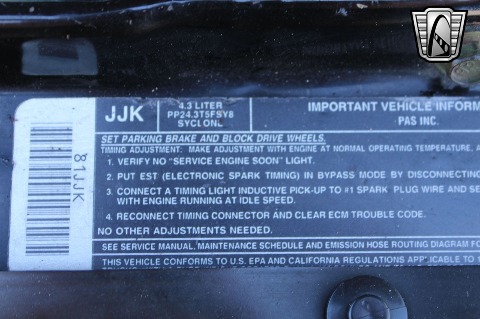 JJK
4.3 LITER
PP24.3T5FSY8
SYCLONE
IMPORTANT VEHICLE INFORM
PAS INC.
81JJK
SET PARKING BRAKE AND BLOCK DRIVE WHEELS.
TIMING ADJUSTMENT: MAKE ADJUSTMENT WITH ENGINE AT NORMAL OPERATING TEMPERATURE, A
1. VERIFY NO "SERVICE ENGINE SOON" LIGHT.
2. PUT EST (ELECTRONIC SPARK TIMING) IN BYPASS MODE BY DISCONNECTING
3. CONNECT A TIMING LIGHT INDUCTIVE PICK-UP TO #1 SPARK PLUG WIRE AND SE
WITH ENGINE RUNNING AT IDLE SPEED.
4. RECONNECT TIMING CONNECTOR AND CLEAR ECM TROUBLE CODE.
NO OTHER ADJUSTMENTS NEEDED.
SEE SERVICE MANUAL, MAINTENANCE SCHEDULE AND EMISSION HOSE ROUTING DIAGRAM FO
THIS VEHICLE CONFORMS TO U.S. EPA AND CALIFORNIA REGULATIONS APPLICABLE TO 1